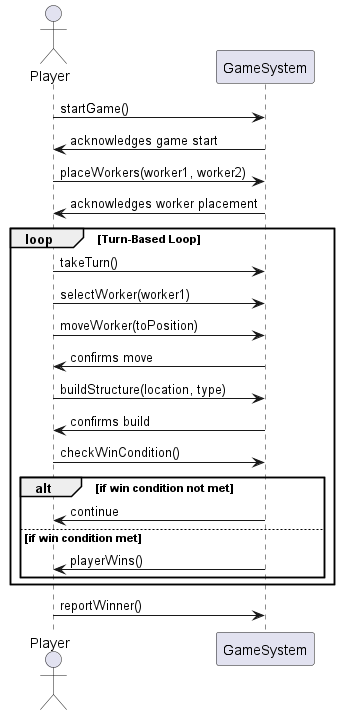 Player
GameSystem
startGame()
acknowledges game start
placeWorkers(worker1, worker2)
acknowledges worker placement
loop [Turn-Based Loop]
takeTurn()
selectWorker(worker1)
moveWorker(toPosition)
confirms move
buildStructure(location, type)
confirms build
checkWinCondition()
alt [if win condition not met]
continue
[if win condition met]
playerWins()
reportWinner()
Player
GameSystem